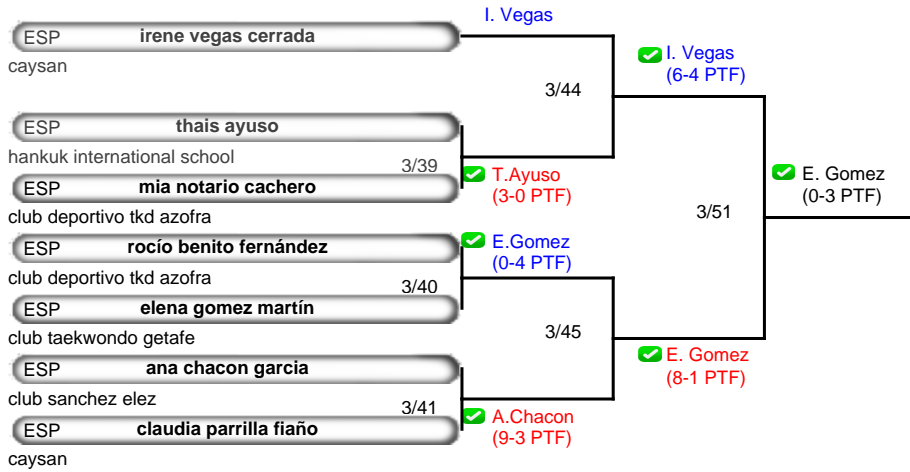 I. Vegas
ESP irene vegas cerrada
caysan
I. Vegas
(6-4 PTF)
3/44
ESP thais ayuso
hankuk international school
3/39
T.Ayuso
(3-0 PTF)
ESP mia notario cachero
club deportivo tkd azofra
E. Gomez
(0-3 PTF)
3/51
ESP rocío benito fernández
club deportivo tkd azofra
E.Gomez
(0-4 PTF)
3/40
ESP elena gomez martín
club taekwondo getafe
3/45
E. Gomez
(8-1 PTF)
ESP ana chacon garcia
club sanchez elez
3/41
A.Chacon
(9-3 PTF)
ESP claudia parrilla fiaño
caysan